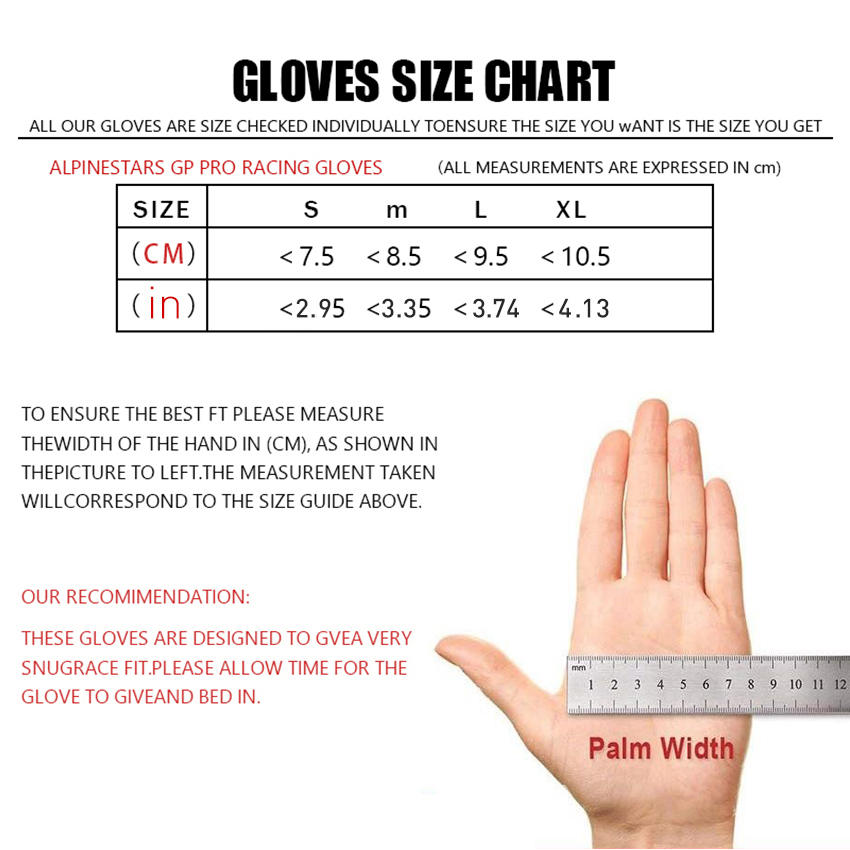 GLOVES SIZE CHART
ALL OUR GLOVES ARE SIZE CHECKED INDIVIDUALLY TOENSURE THE SIZE YOU wANT IS THE SIZE YOU GET
ALPINESTARS GP PRO RACING GLOVES (ALL MEASUREMENTS ARE EXPRESSED IN cm)
SIZE S m L XL
(CM) <7.5 <8.5 <9.5 <10.5
(in) <2.95 <3.35 <3.74 <4.13
TO ENSURE THE BEST FT PLEASE MEASURE
THEWIDTH OF THE HAND IN (CM), AS SHOWN IN
THEPICTURE TO LEFT.THE MEASUREMENT TAKEN
WILLCORRESPOND TO THE SIZE GUIDE ABOVE.
OUR RECOMIMENDATION:
THESE GLOVES ARE DESIGNED TO GVEA VERY
SNUGRACE FIT.PLEASE ALLOW TIME FOR THE
GLOVE TO GIVEAND BED IN.
mm
1 2 3 4 5 6 7 8 9 10 11 12
Palm Width